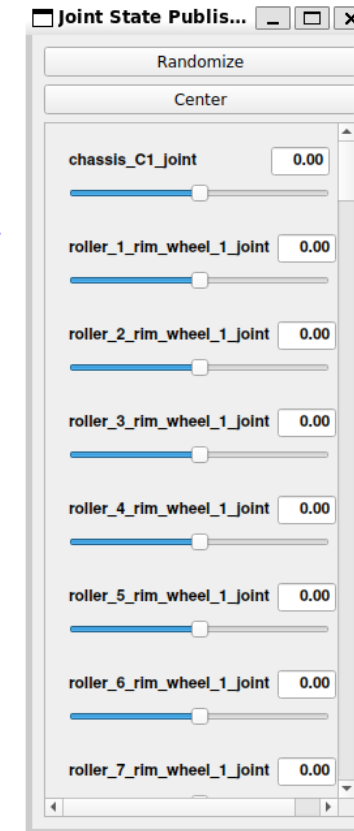 Joint State Publis...
Randomize
Center
chassis_C1_joint 0.00
roller_1_rim_wheel_1_joint 0.00
roller_2_rim_wheel_1_joint 0.00
roller_3_rim_wheel_1_joint 0.00
roller_4_rim_wheel_1_joint 0.00
roller_5_rim_wheel_1_joint 0.00
roller_6_rim_wheel_1_joint 0.00
roller_7_rim_wheel_1_joint 0.00